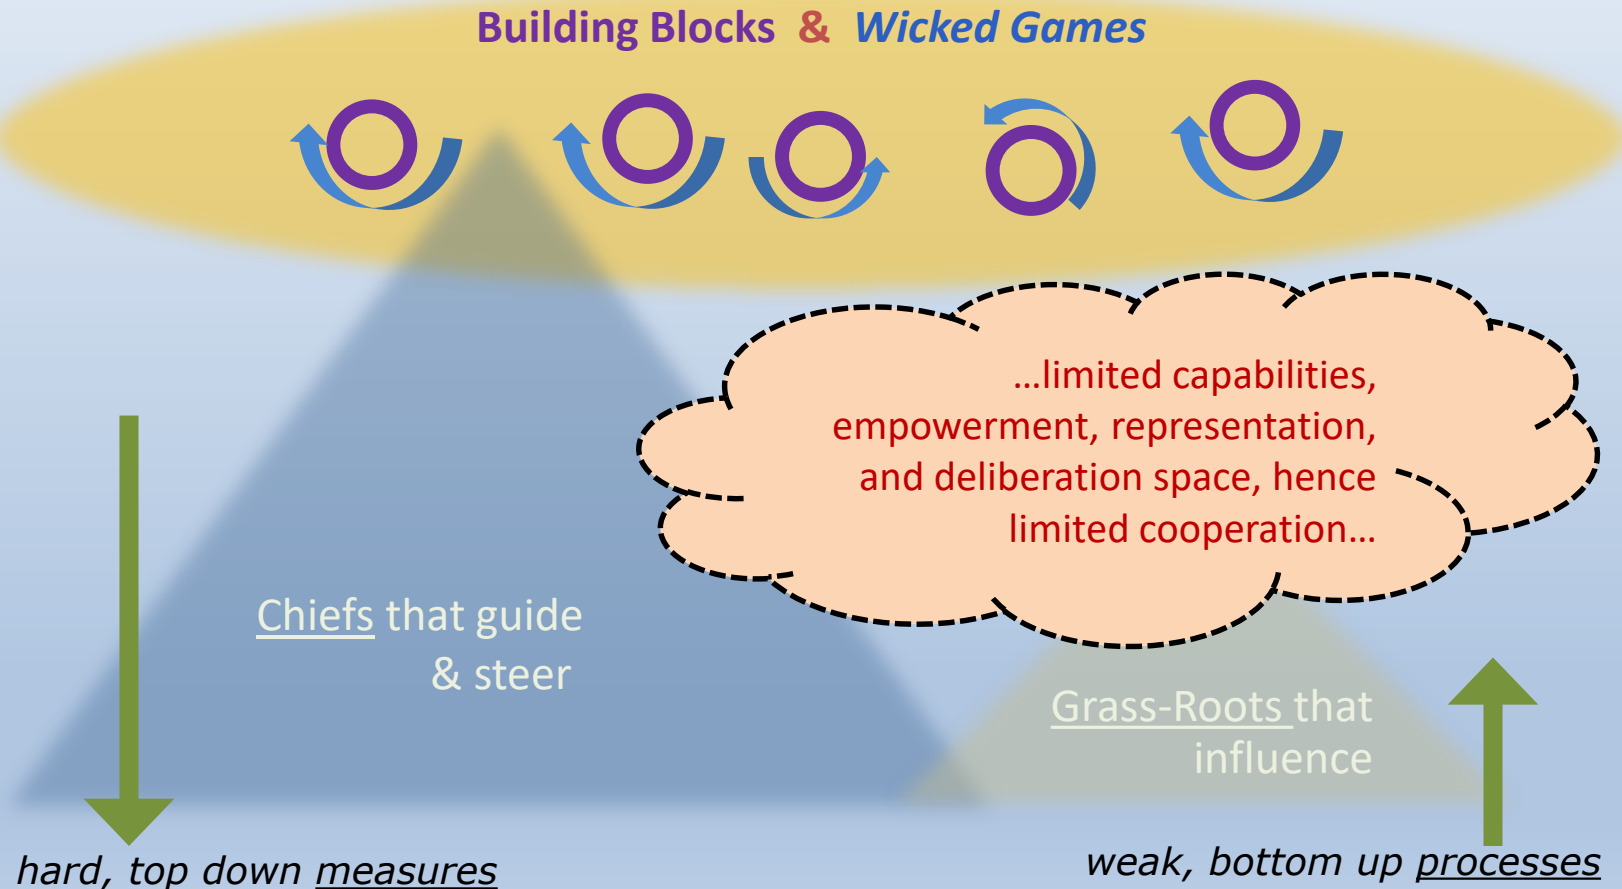 Building Blocks & Wicked Games
…limited capabilities,
empowerment, representation,
and deliberation space, hence
limited cooperation…
Chiefs that guide
& steer
Grass-Roots that
influence
hard, top down measures
weak, bottom up processes